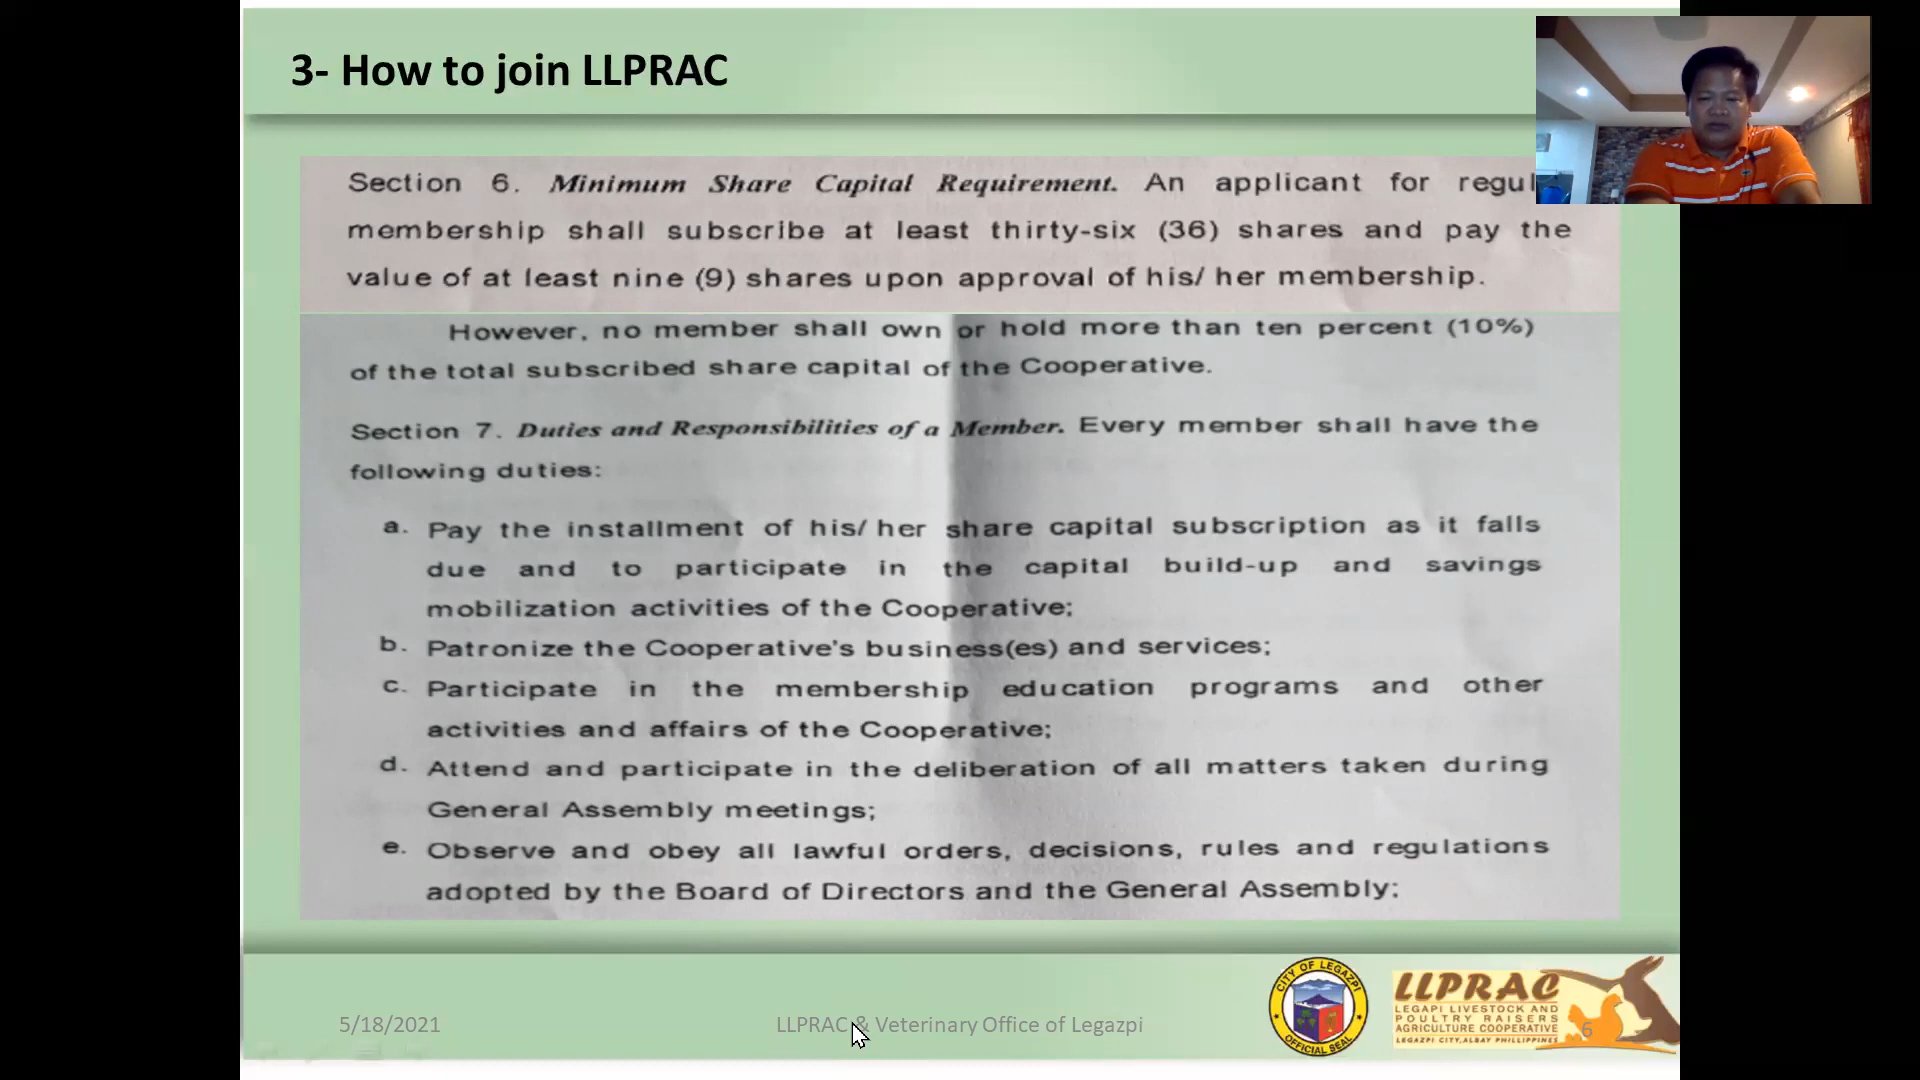 3- How to join LLPRAC
Section 6. Minimum Share Capital Requirement. An applicant for
membership shall subscribe at least thirty-six (36) shares and pay the
value of at least nine (9) shares upon approval of his/ her membership.
However, no member shall own or hold more than ten percent (10%)
of the total subscribed share capital of the Cooperative.
Section 7. Duties and Responsibilities of a Member. Every member shall have the
following duties:
a. Pay the installment of his/ her share capital subscription as it falls
due and to participate in the capital build-up and savings
mobilization activities of the Cooperative;
b. Patronize the Cooperative's business(es) and services;
c. Participate in the membership education programs and other
activities and affairs of the Cooperative;
d. Attend and participate in the deliberation of all matters taken during
General Assembly meetings;
e. Observe and obey all lawful orders, decisions, rules and regulations
adopted by the Board of Directors and the General Assembly;
5/18/2021
LLPRAC & Veterinary Office of Legazpi
CITY OF LEGAZPI
OFFICIAL SEAL
LLPRAC
LEGAPI LIVESTOCK AND
POULTRY RAISERS
AGRICULTURE COOPERATIVE
LEGAZPI CITY, ALBAY PHILLIPPINES
6